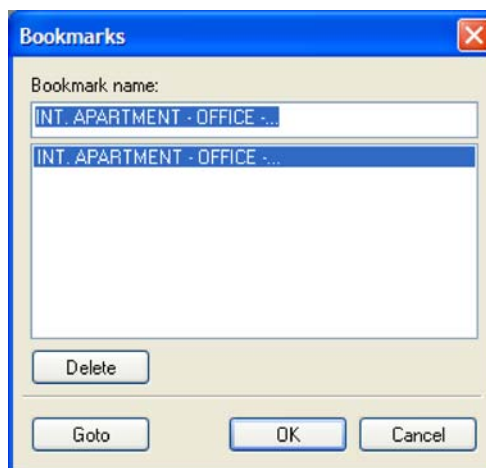 Bookmarks
Bookmark name:
INT. APARTMENT - OFFICE -...
INT. APARTMENT - OFFICE -...
Delete
Goto OK Cancel